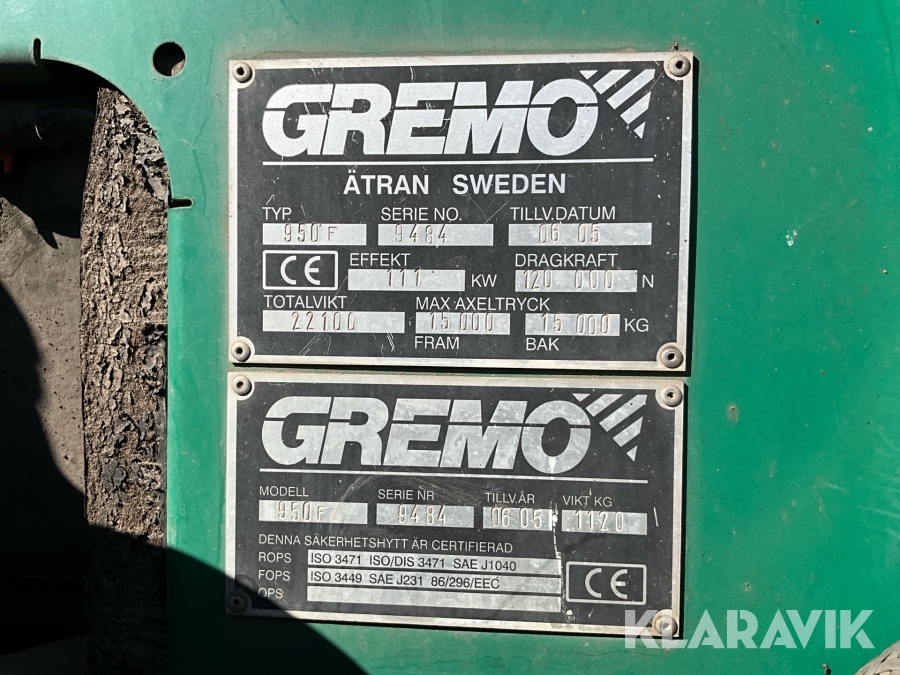 GREMO
ÄTRAN SWEDEN
TYP SERIE NO. TILLV.DATUM
950 F 9484 06 05
CE EFFEKT 111 KW DRAGKRAFT 120 000 N
TOTALVIKT MAX AXELTRYCK
22100 15 000 15 000 KG
FRAM BAK
GREMO
MODELL SERIE NR TILLV.ÅR VIKT KG
950 F 9484 06 05 1120
DENNA SÄKERHETSHYTT ÄR CERTIFIERAD
ROPS ISO 3471 ISO/DIS 3471 SAE J1040
FOPS ISO 3449 SAE J231 86/296/EEC
OPS CE
KLARAVIK